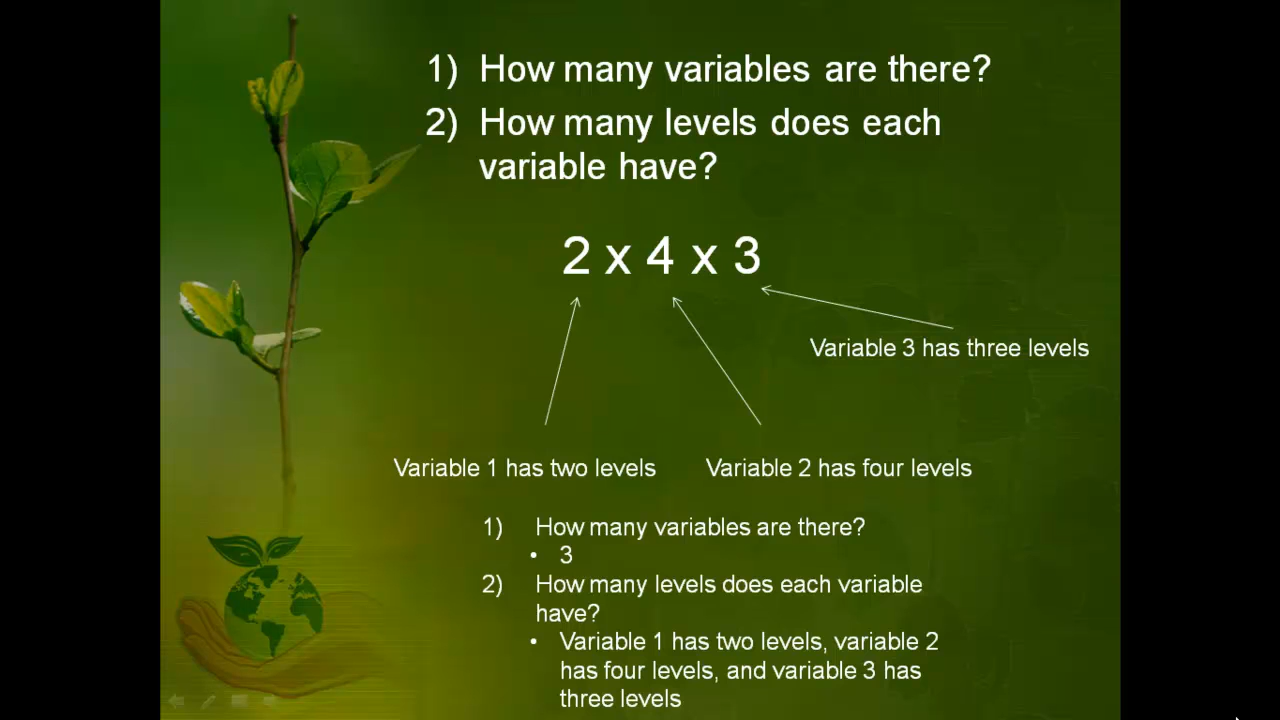 1) How many variables are there?
2) How many levels does each
variable have?
2 x 4 x 3
Variable 3 has three levels
Variable 1 has two levels
Variable 2 has four levels
1) How many variables are there?
• 3
2) How many levels does each variable
have?
• Variable 1 has two levels, variable 2
has four levels, and variable 3 has
three levels